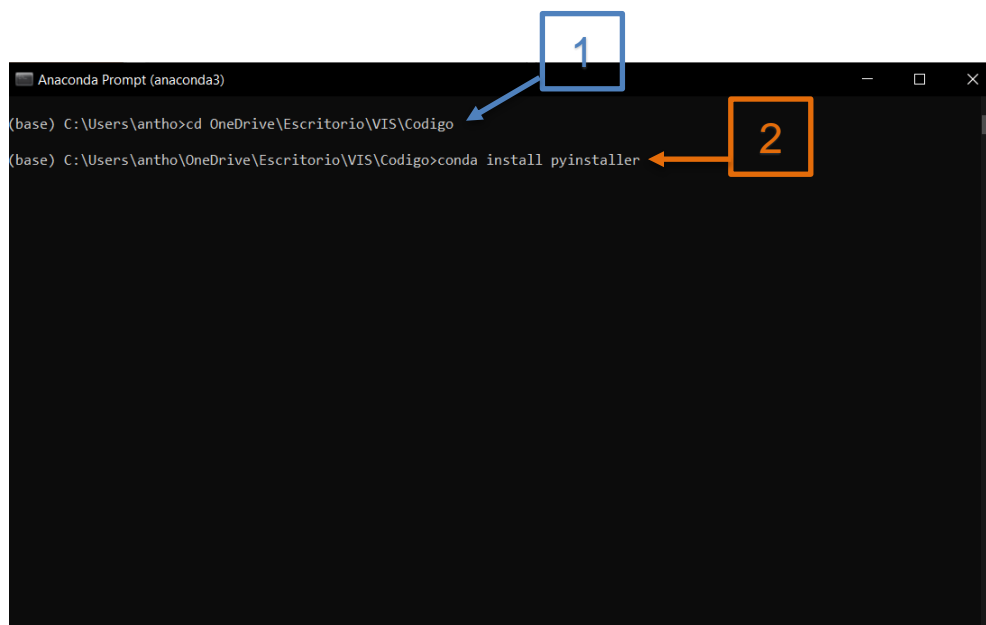 1
Anaconda Prompt (anaconda3)
(base) C:\Users\antho>cd OneDrive\Escritorio\VIS\Codigo
2
(base) C:\Users\antho\OneDrive\Escritorio\VIS\Codigo>conda install pyinstaller